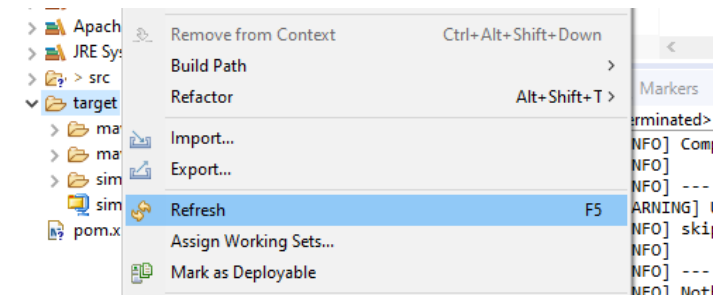 Apach
JRE Sys
> src
target
ma
ma
sim
sim
pom.x
Remove from Context Ctrl+Alt+Shift+Down
Build Path
Refactor Alt+Shift+T
Import...
Export...
Refresh F5
Assign Working Sets...
Mark as Deployable
Markers
erminated>
NFO] Comp
NFO]
NFO] ---
ARNING] U
NFO] skip
NFO]
NFO] ---
NFO] Noth